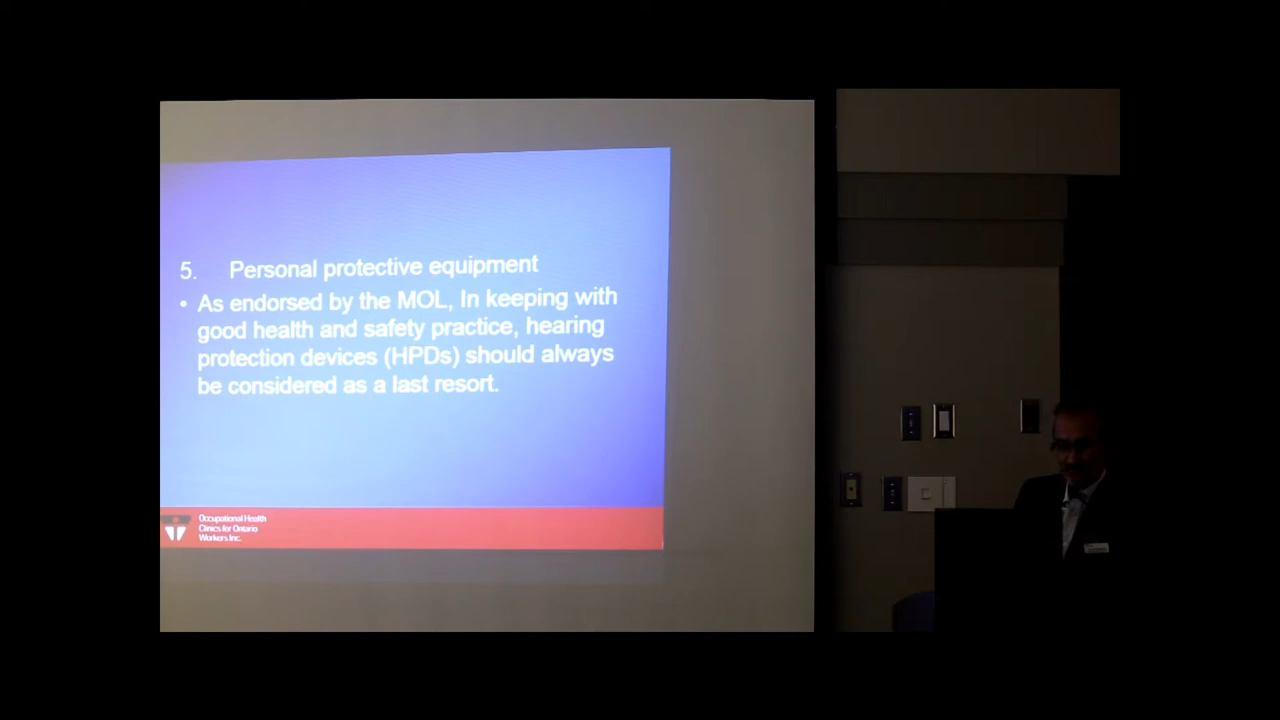 5. Personal protective equipment
• As endorsed by the MOL, In keeping with
good health and safety practice, hearing
protection devices (HPDs) should always
be considered as a last resort.
Occupational Health
Clinics for Ontario
Workers Inc.